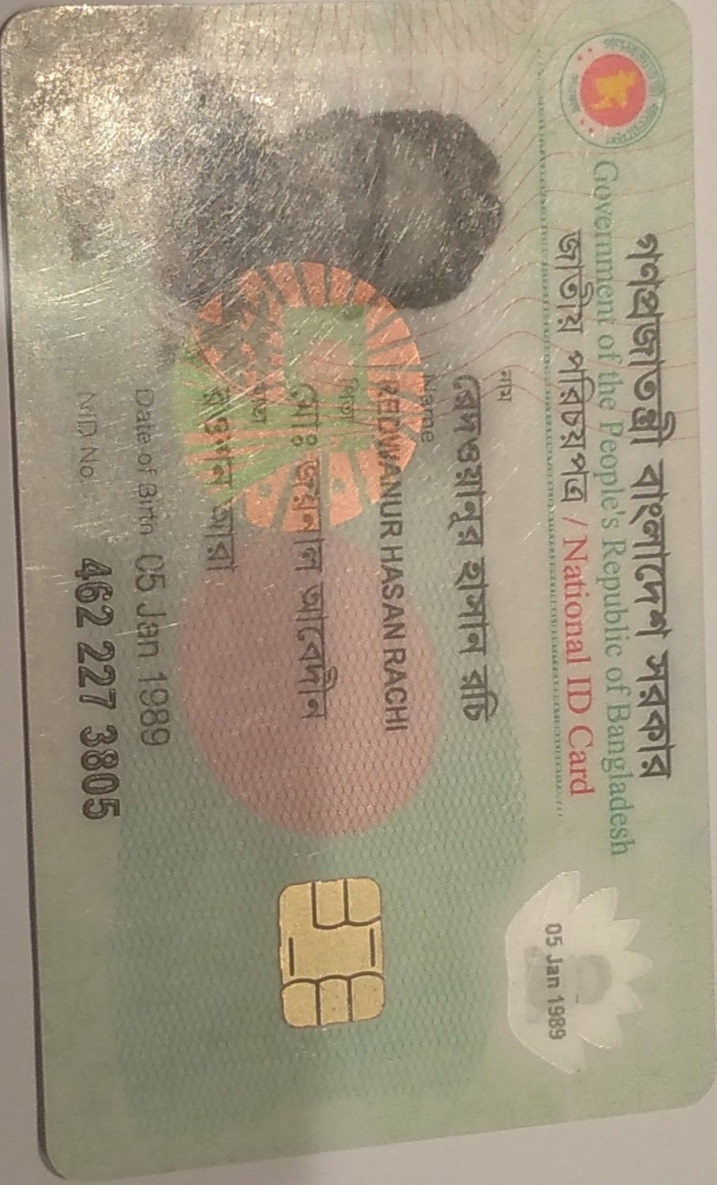 গণপ্রজাতন্ত্রী বাংলাদেশ সরকার
Government of the People's Republic of Bangladesh
জাতীয় পরিচয়পত্র / National ID Card
05 Jan 1989
নাম
রেদওয়ানুর হাসান রচি
Name
REDWANUR HASAN RACHI
পিতা
মোঃ জয়নাল আবেদীন
মাতা
রওশন আরা
Date of Birth 05 Jan 1989
NID No. 462 227 3805